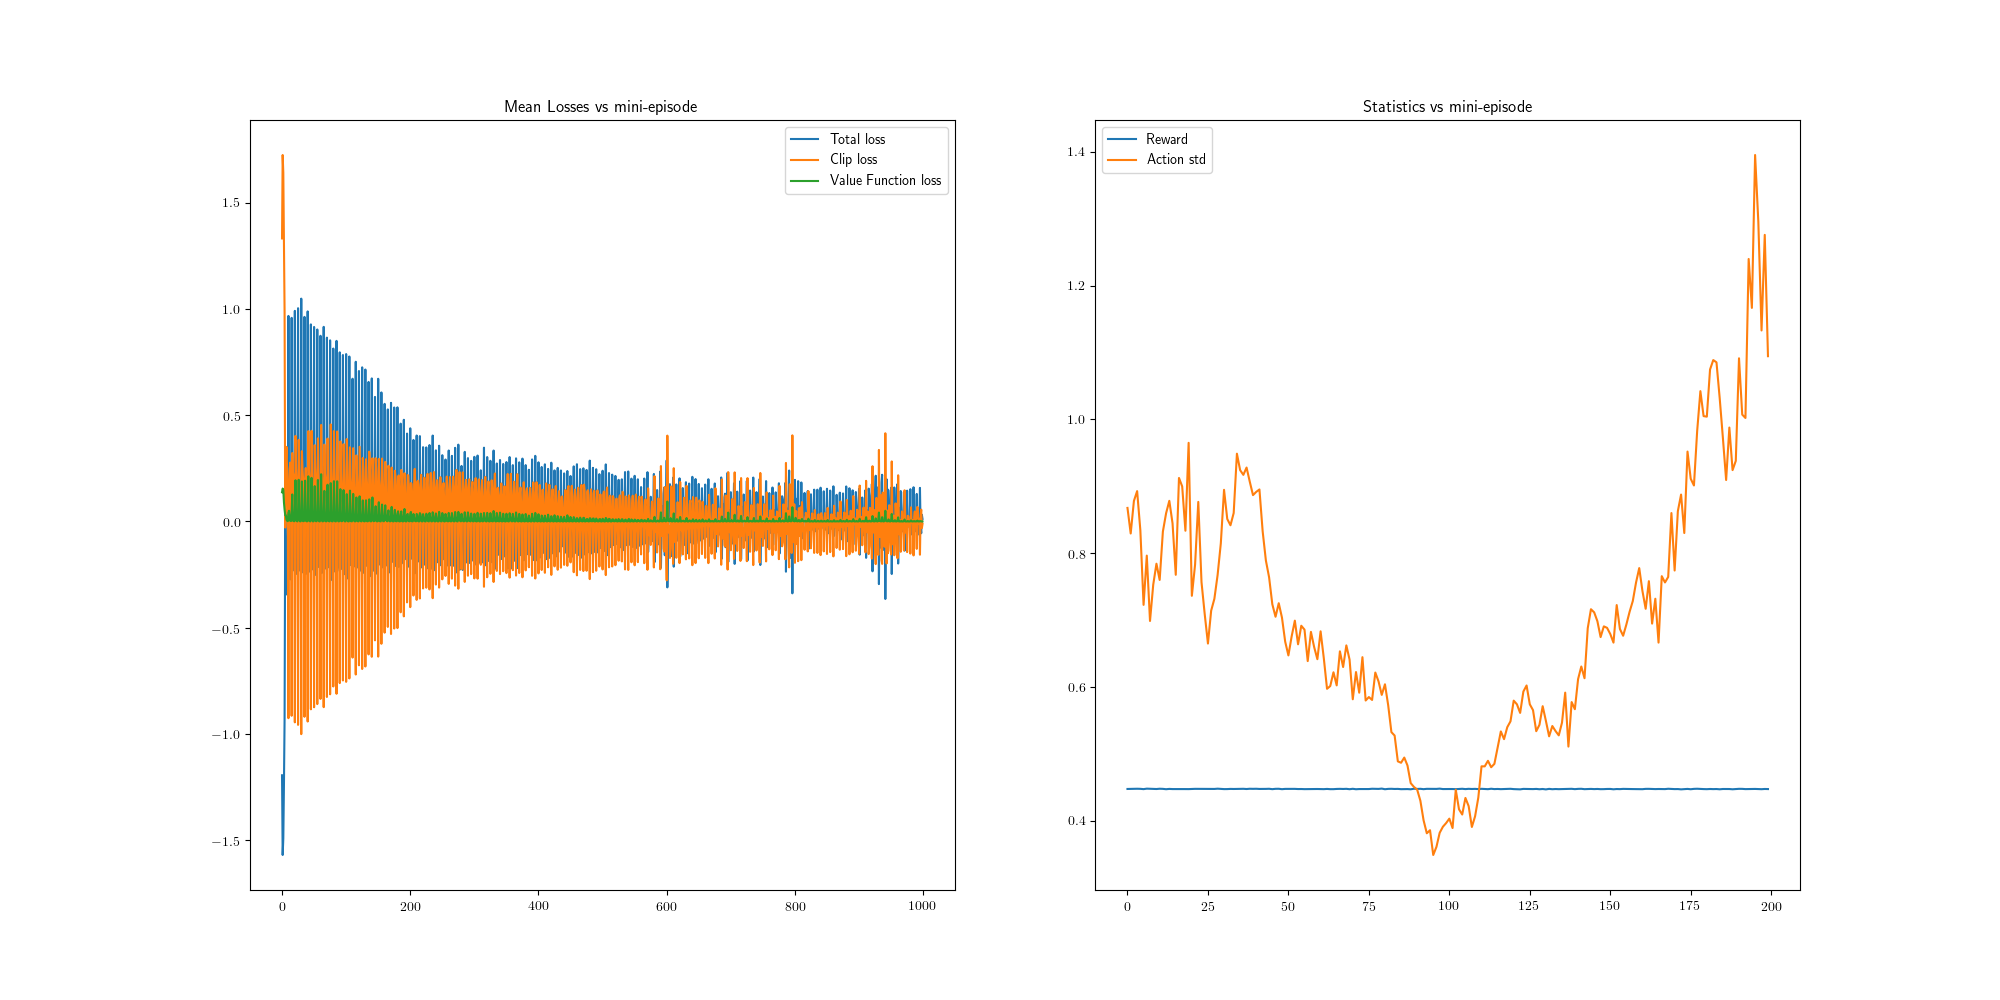 Mean Losses vs mini-episode
Total loss
Clip loss
Value Function loss
1.5
1.0
0.5
0.0
−0.5
−1.0
−1.5
0 200 400 600 800 1000
Statistics vs mini-episode
Reward
Action std
1.4
1.2
1.0
0.8
0.6
0.4
0 25 50 75 100 125 150 175 200